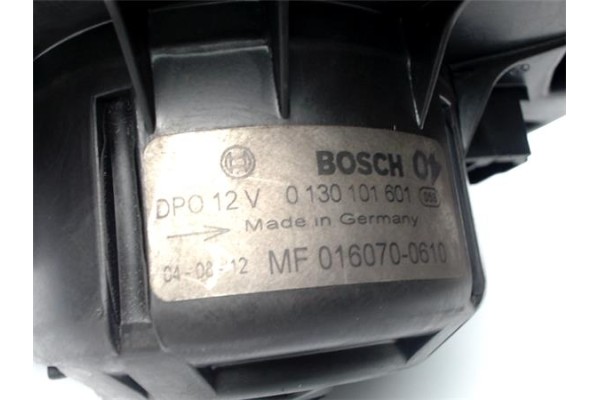 BOSCH
DPO 12 V 0 130 101 601
Made in Germany
04-08-12 MF 016070-0610